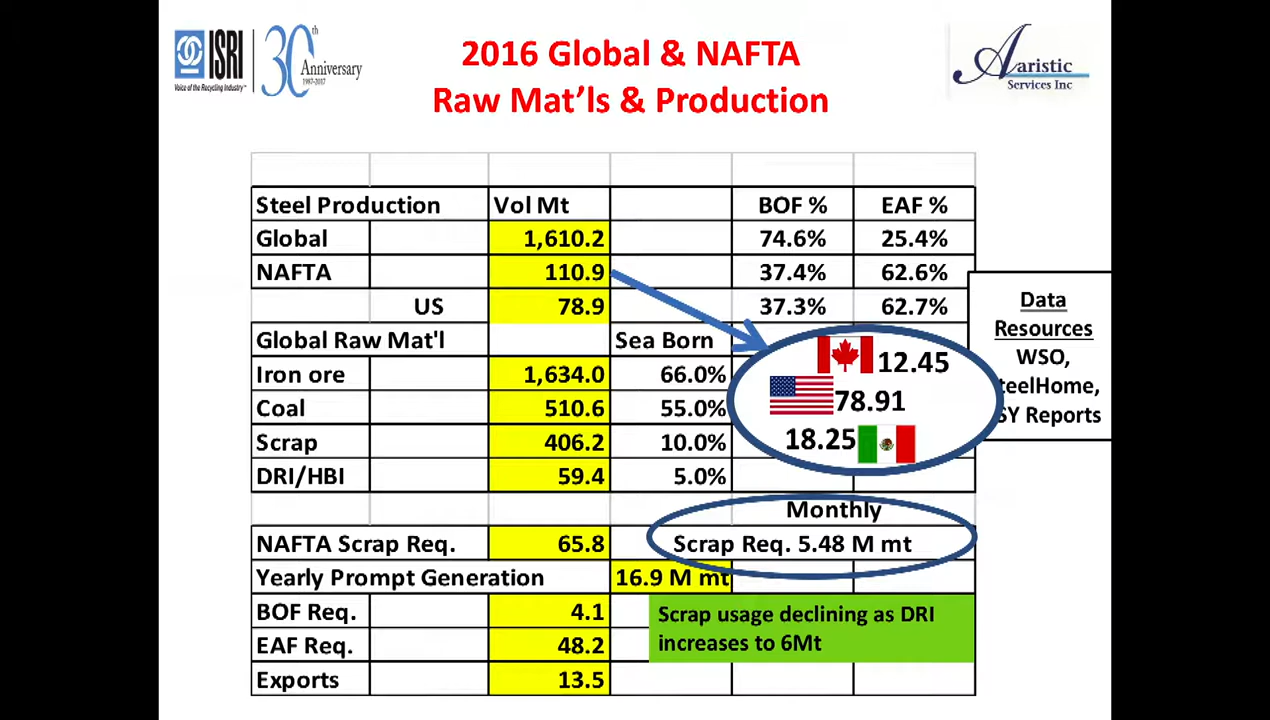 ISRI
Voice of the Recycling Industry™
30th
Anniversary
1987-2017
2016 Global & NAFTA
Raw Mat’ls & Production
Aaristic
Services Inc
Steel Production Vol Mt BOF % EAF %
Global 1,610.2 74.6% 25.4%
NAFTA 110.9 37.4% 62.6%
US 78.9 37.3% 62.7%
Global Raw Mat'l Sea Born
Iron ore 1,634.0 66.0%
Coal 510.6 55.0%
Scrap 406.2 10.0%
DRI/HBI 59.4 5.0%
12.45
78.91
18.25
Data
Resources
WSO,
teelHome,
SY Reports
Monthly
NAFTA Scrap Req. 65.8 Scrap Req. 5.48 M mt
Yearly Prompt Generation 16.9 M mt
BOF Req. 4.1
EAF Req. 48.2
Exports 13.5
Scrap usage declining as DRI
increases to 6Mt